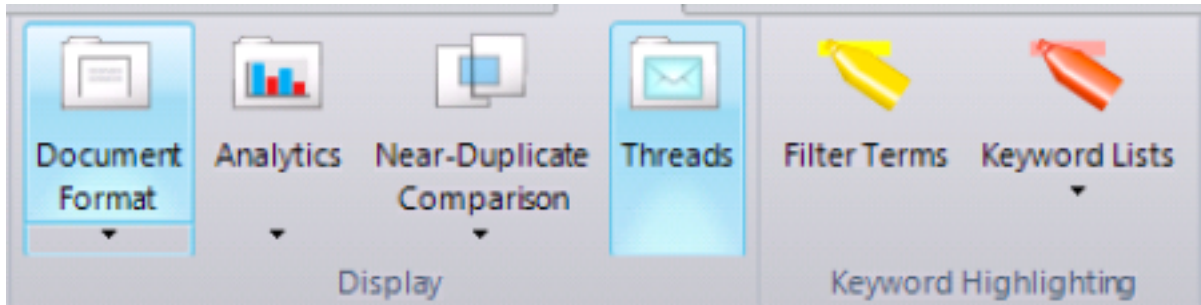 Document
Format
Analytics
Near-Duplicate
Comparison
Threads
Filter Terms
Keyword Lists
Display
Keyword Highlighting